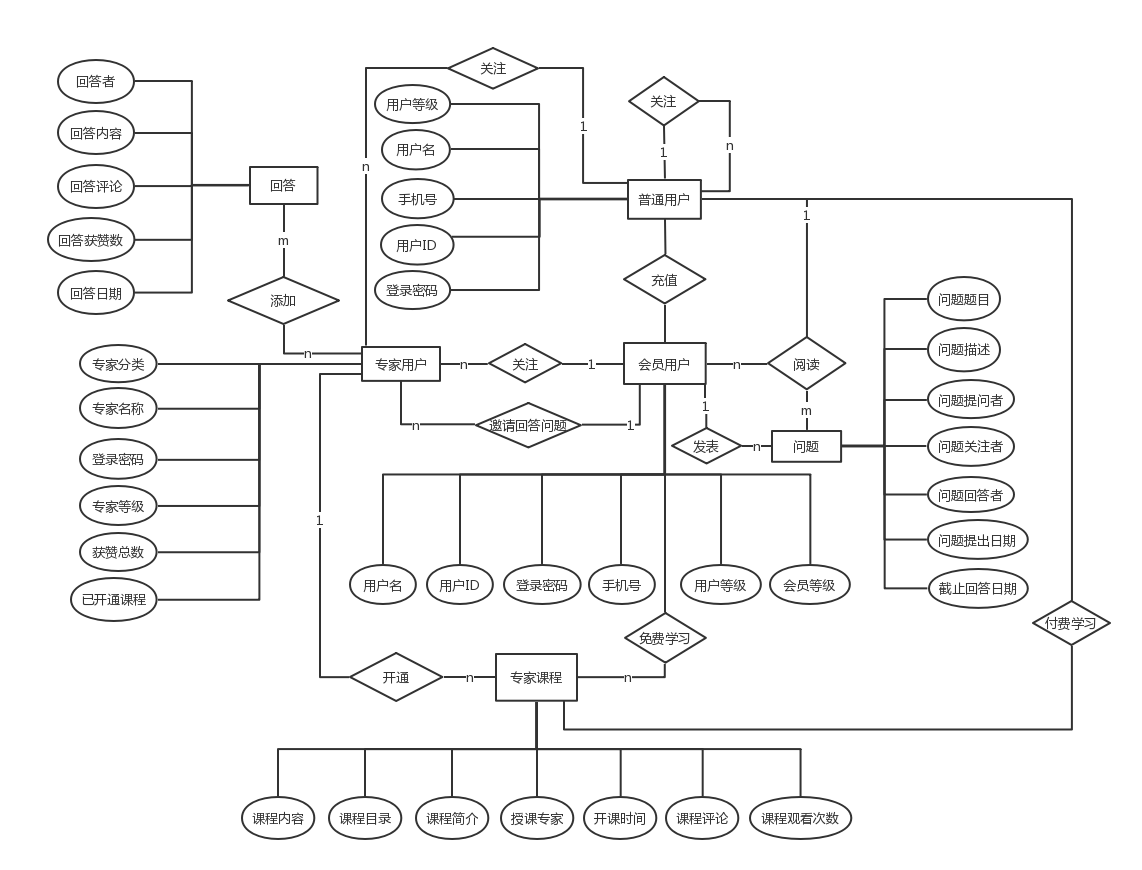 关注
回答者
关注
用户等级
1
回答内容
n
1
用户名
n
回答评论
回答
手机号
普通用户
1
回答获赞数
m
用户ID
回答日期
添加
登录密码
充值
问题题目
n
专家分类
专家用户
n
关注
1
会员用户
n
阅读
问题描述
专家名称
n
邀请回答问题
1
1
m
问题提问者
登录密码
发表
n
问题
问题关注者
专家等级
1
问题回答者
获赞总数
问题提出日期
已开通课程
用户名
用户ID
登录密码
手机号
用户等级
会员等级
截止回答日期
免费学习
付费学习
开通
n
专家课程
n
课程内容
课程目录
课程简介
授课专家
开课时间
课程评论
课程观看次数